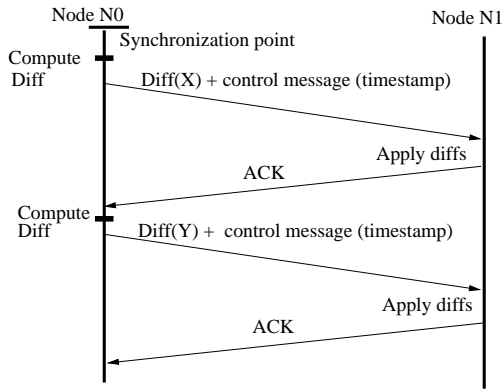 Node N0
Node N1
Synchronization point
Compute
Diff
Diff(X) + control message (timestamp)
Apply diffs
ACK
Compute
Diff
Diff(Y) + control message (timestamp)
Apply diffs
ACK